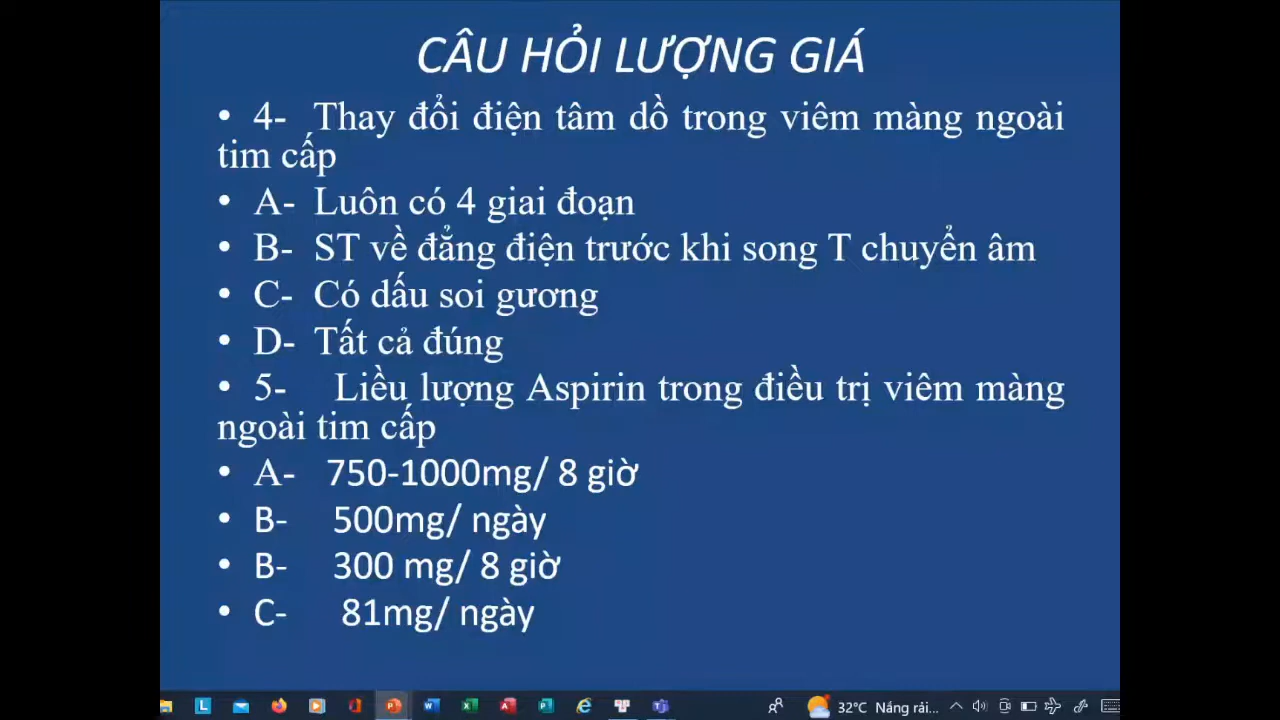 CÂU HỎI LƯỢNG GIÁ
• 4- Thay đổi điện tâm dồ trong viêm màng ngoài
tim cấp
• A- Luôn có 4 giai đoạn
• B- ST về đẳng điện trước khi song T chuyển âm
• C- Có dấu soi gương
• D- Tất cả đúng
• 5- Liều lượng Aspirin trong điều trị viêm màng
ngoài tim cấp
• A- 750-1000mg/ 8 giờ
• B- 500mg/ ngày
• B- 300 mg/ 8 giờ
• C- 81mg/ ngày
32°C Nắng rải...